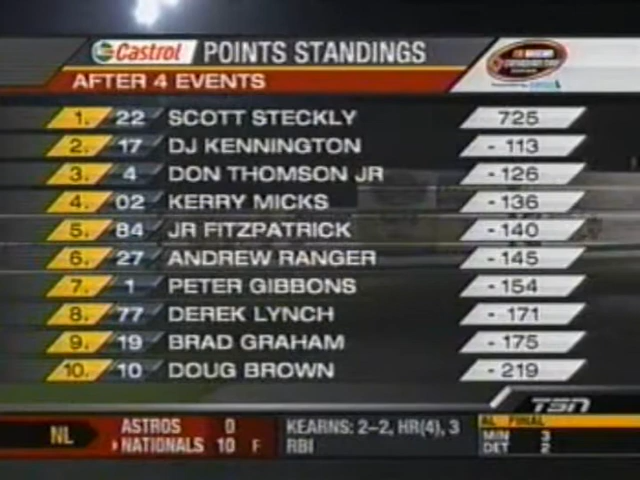 Castrol POINTS STANDINGS
AFTER 4 EVENTS
1. 22 SCOTT STECKLY 725
2. 17 DJ KENNINGTON - 113
3. 4 DON THOMSON JR - 126
4. 02 KERRY MICKS - 136
5. 84 JR FITZPATRICK - 140
6. 27 ANDREW RANGER - 145
7. 1 PETER GIBBONS - 154
8. 77 DEREK LYNCH - 171
9. 19 BRAD GRAHAM - 175
10. 10 DOUG BROWN - 219
TSN
NL
ASTROS 0
NATIONALS 10 F
KEARNS: 2-2, HR(4), 3
RBI
AL FINAL
MIN 3
DET 2